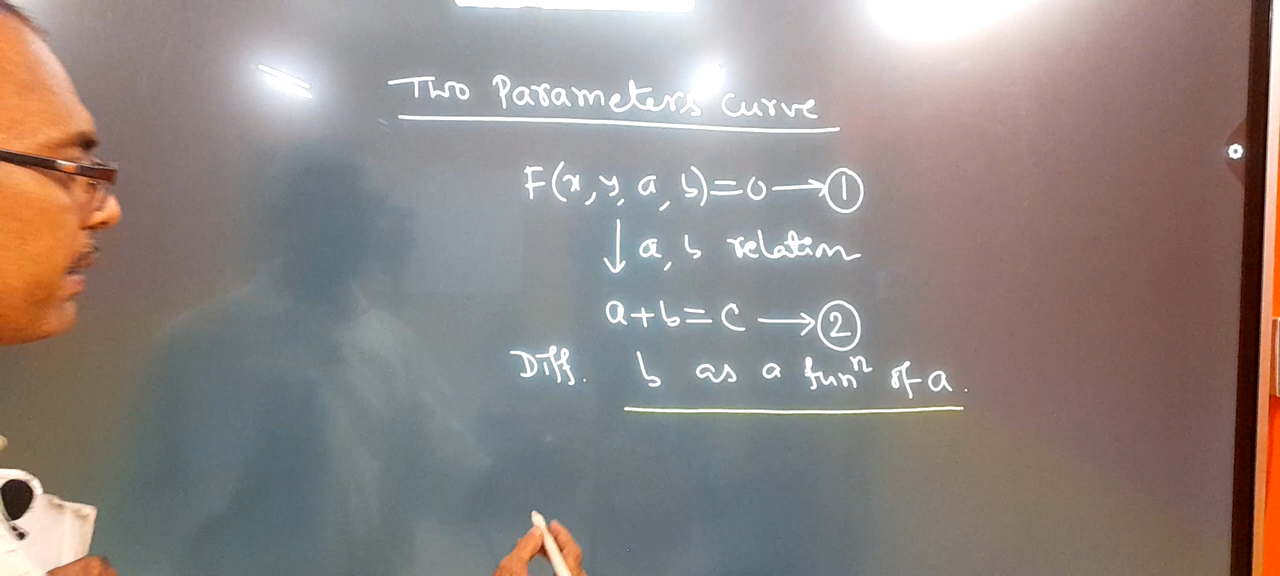 Two Parameters Curve
F(x, y, a, b) = 0 → ①
↓ a, b relation
a + b = c → ②
Diff. b as a funⁿ of a.